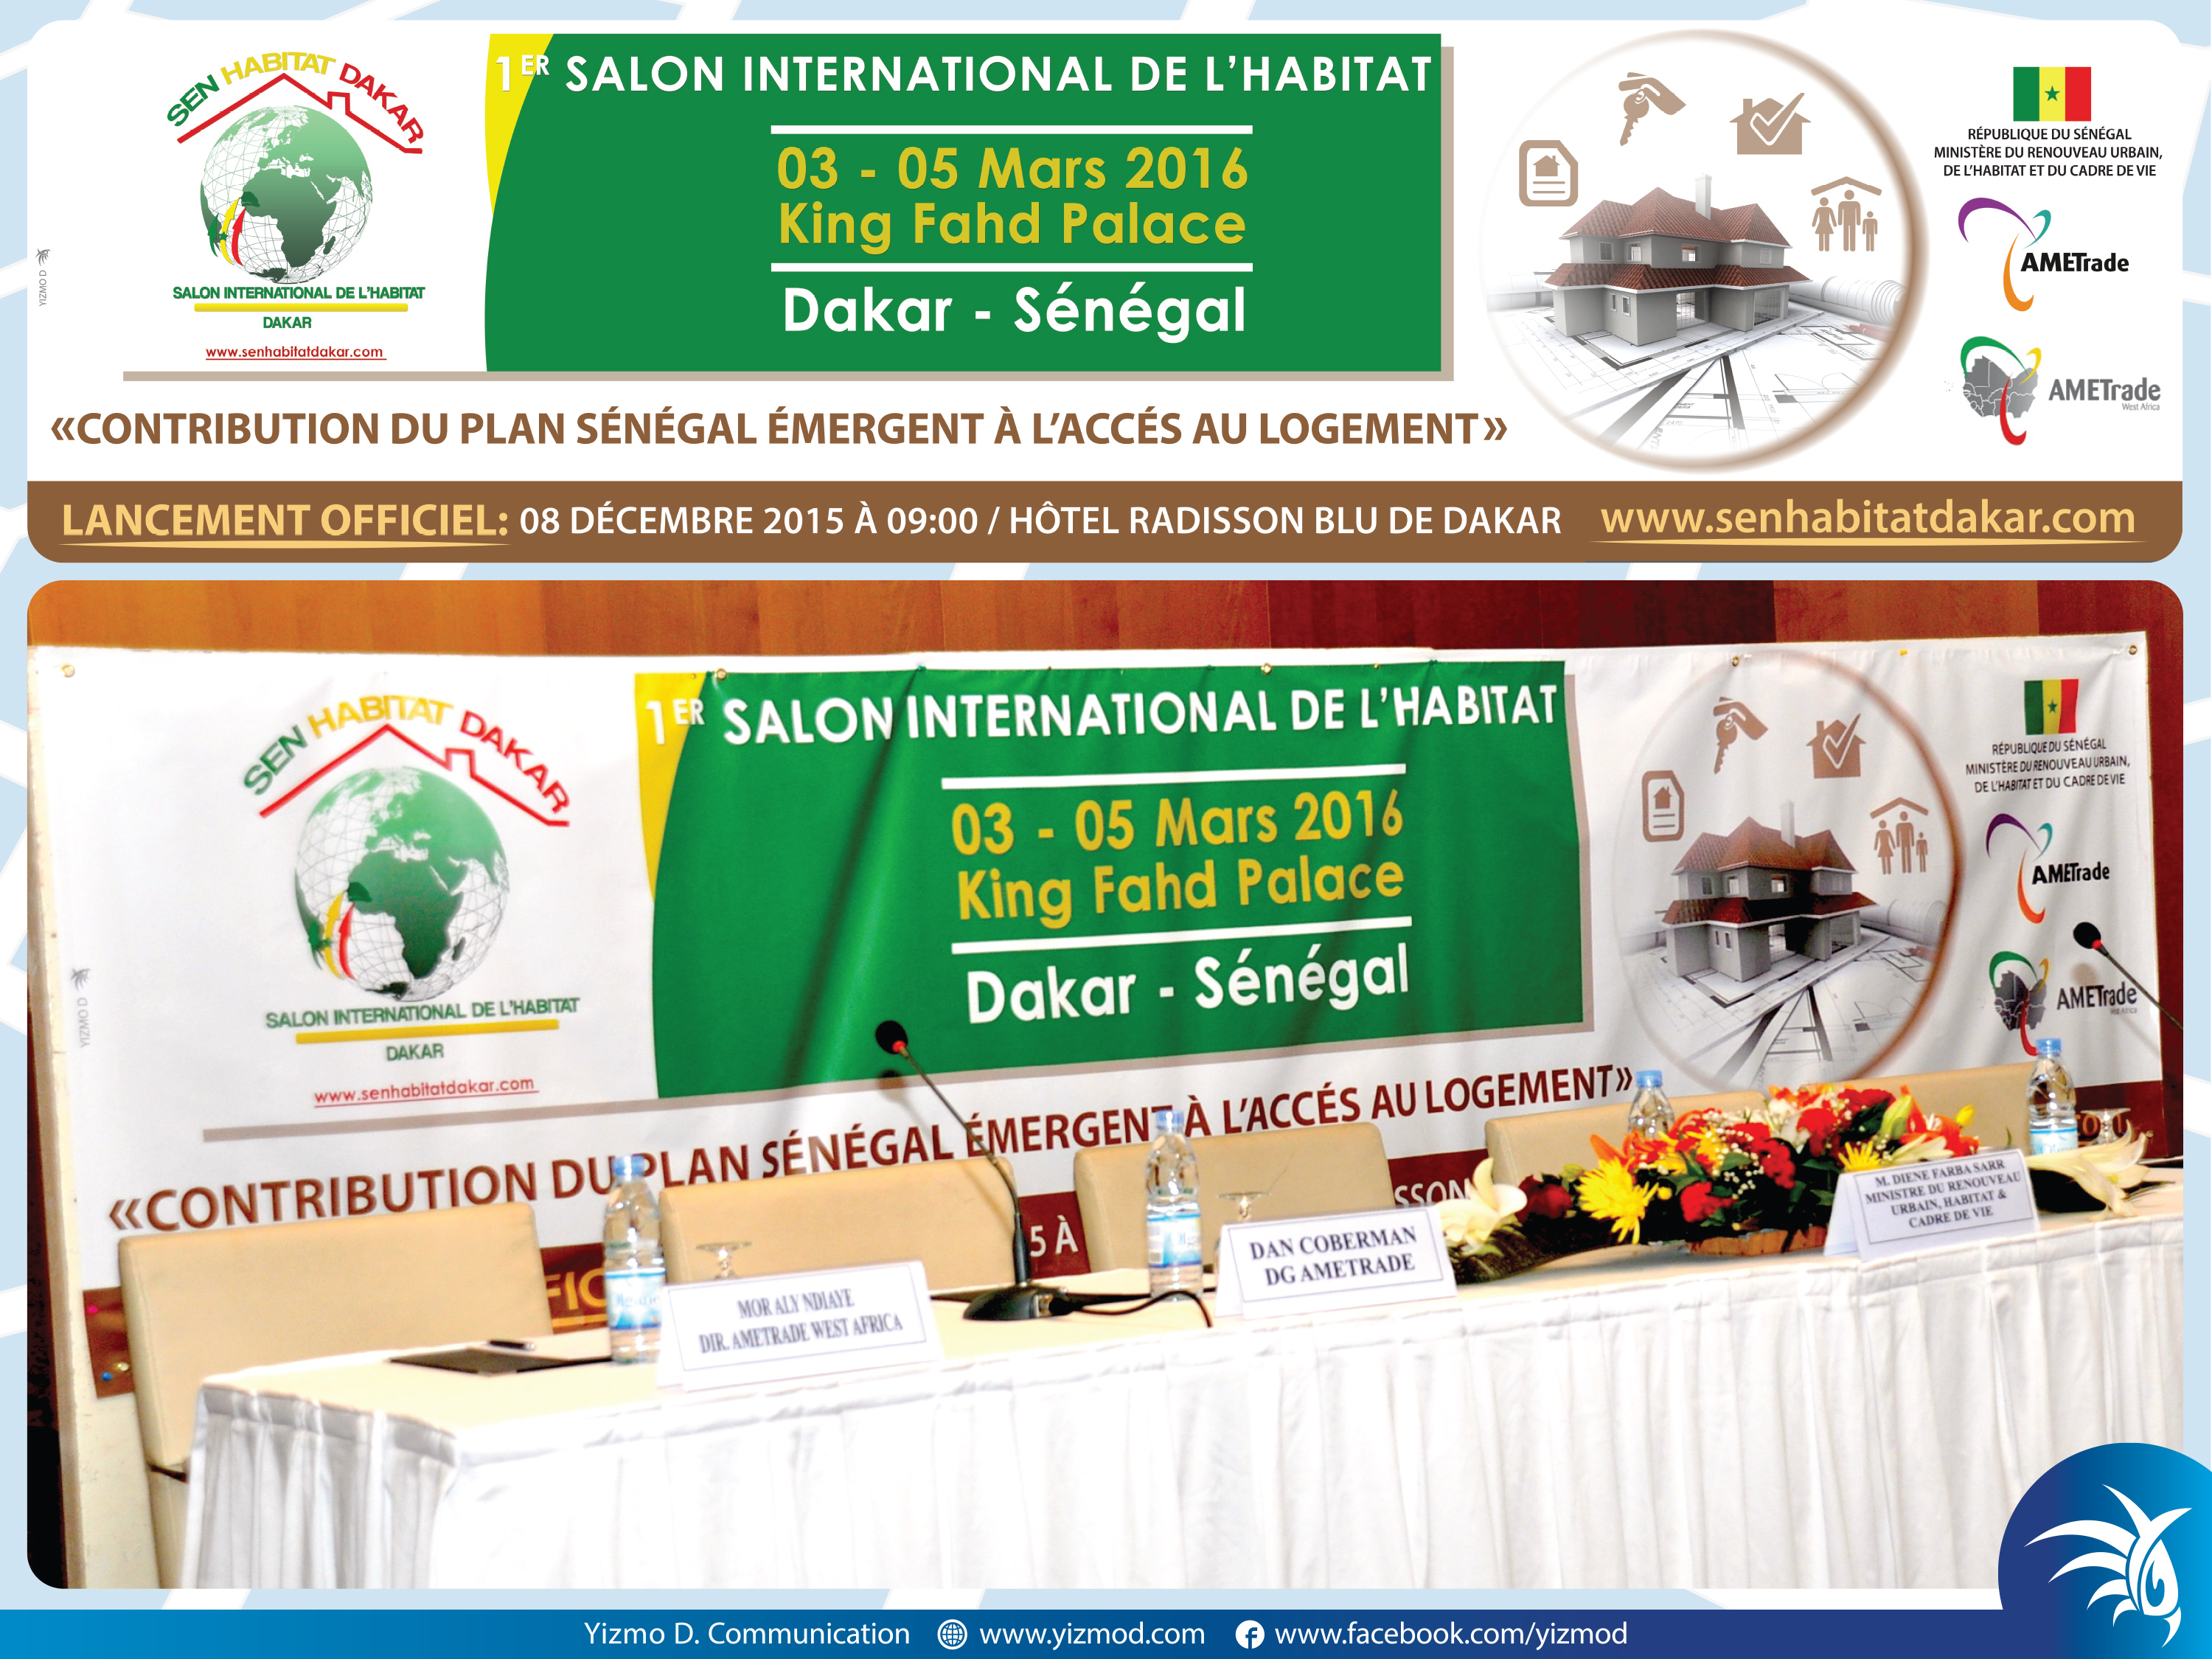 SEN HABITAT DAKAR
SALON INTERNATIONAL DE L'HABITAT
DAKAR
www.senhabitatdakar.com
YIZMO D
1ER SALON INTERNATIONAL DE L'HABITAT
03 - 05 Mars 2016
King Fahd Palace
Dakar - Sénégal
RÉPUBLIQUE DU SÉNÉGAL
MINISTÈRE DU RENOUVEAU URBAIN,
DE L'HABITAT ET DU CADRE DE VIE
AMETrade
AMETrade
West Africa
«CONTRIBUTION DU PLAN SÉNÉGAL ÉMERGENT À L'ACCÉS AU LOGEMENT»
LANCEMENT OFFICIEL: 08 DÉCEMBRE 2015 À 09:00 / HÔTEL RADISSON BLU DE DAKAR www.senhabitatdakar.com
SEN HABITAT DAKAR
SALON INTERNATIONAL DE L'HABITAT
DAKAR
www.senhabitatdakar.com
YIZMO D
1ER SALON INTERNATIONAL DE L'HABITAT
03 - 05 Mars 2016
King Fahd Palace
Dakar - Sénégal
RÉPUBLIQUE DU SÉNÉGAL
MINISTÈRE DU RENOUVEAU URBAIN,
DE L'HABITAT ET DU CADRE DE VIE
AMETrade
AMETrade
West Africa
«CONTRIBUTION DU PLAN SÉNÉGAL ÉMERGENT À L'ACCÉS AU LOGEMENT»
FIC
5 À
SSON
MOR ALY NDIAYE
DIR. AMETRADE WEST AFRICA
DAN COBERMAN
DG AMETRADE
M. DIENE FARBA SARR
MINISTRE DU RENOUVEAU
URBAIN, HABITAT &
CADRE DE VIE
Yizmo D. Communication www.yizmod.com www.facebook.com/yizmod